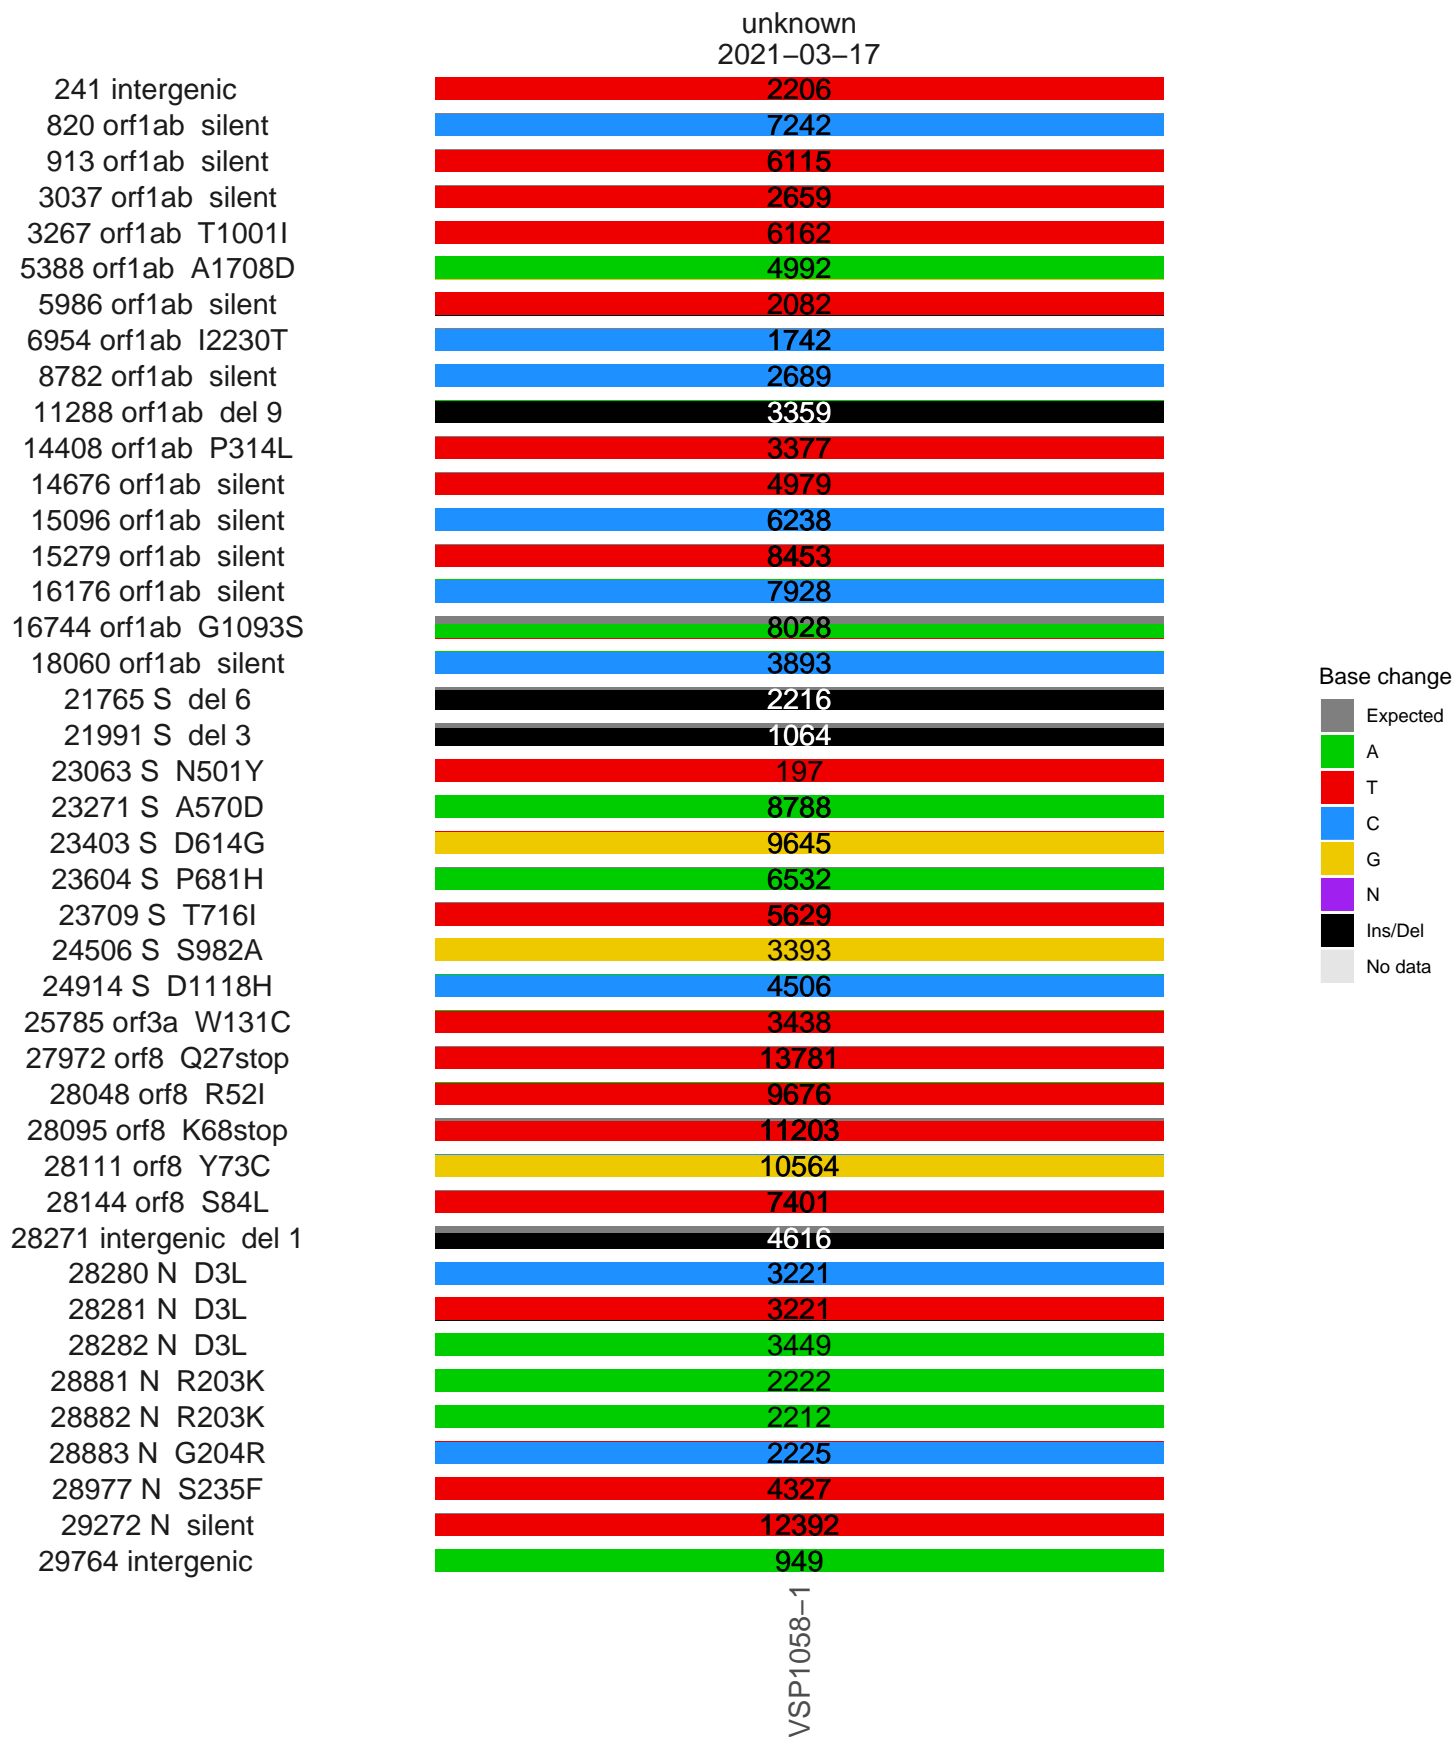 unknown
2021−03−17
241 intergenic 2206
820 orf1ab silent 7242
913 orf1ab silent 6115
3037 orf1ab silent 2659
3267 orf1ab T1001I 6162
5388 orf1ab A1708D 4992
5986 orf1ab silent 2082
6954 orf1ab I2230T 1742
8782 orf1ab silent 2689
11288 orf1ab del 9 3359
14408 orf1ab P314L 3377
14676 orf1ab silent 4979
15096 orf1ab silent 6238
15279 orf1ab silent 8453
16176 orf1ab silent 7928
16744 orf1ab G1093S 8028
18060 orf1ab silent 3893
21765 S del 6 2216
21991 S del 3 1064
23063 S N501Y 197
23271 S A570D 8788
23403 S D614G 9645
23604 S P681H 6532
23709 S T716I 5629
24506 S S982A 3393
24914 S D1118H 4506
25785 orf3a W131C 3438
27972 orf8 Q27stop 13781
28048 orf8 R52I 9676
28095 orf8 K68stop 11203
28111 orf8 Y73C 10564
28144 orf8 S84L 7401
28271 intergenic del 1 4616
28280 N D3L 3221
28281 N D3L 3221
28282 N D3L 3449
28881 N R203K 2222
28882 N R203K 2212
28883 N G204R 2225
28977 N S235F 4327
29272 N silent 12392
29764 intergenic 949
VSP1058−1
Base change
Expected
A
T
C
G
N
Ins/Del
No data